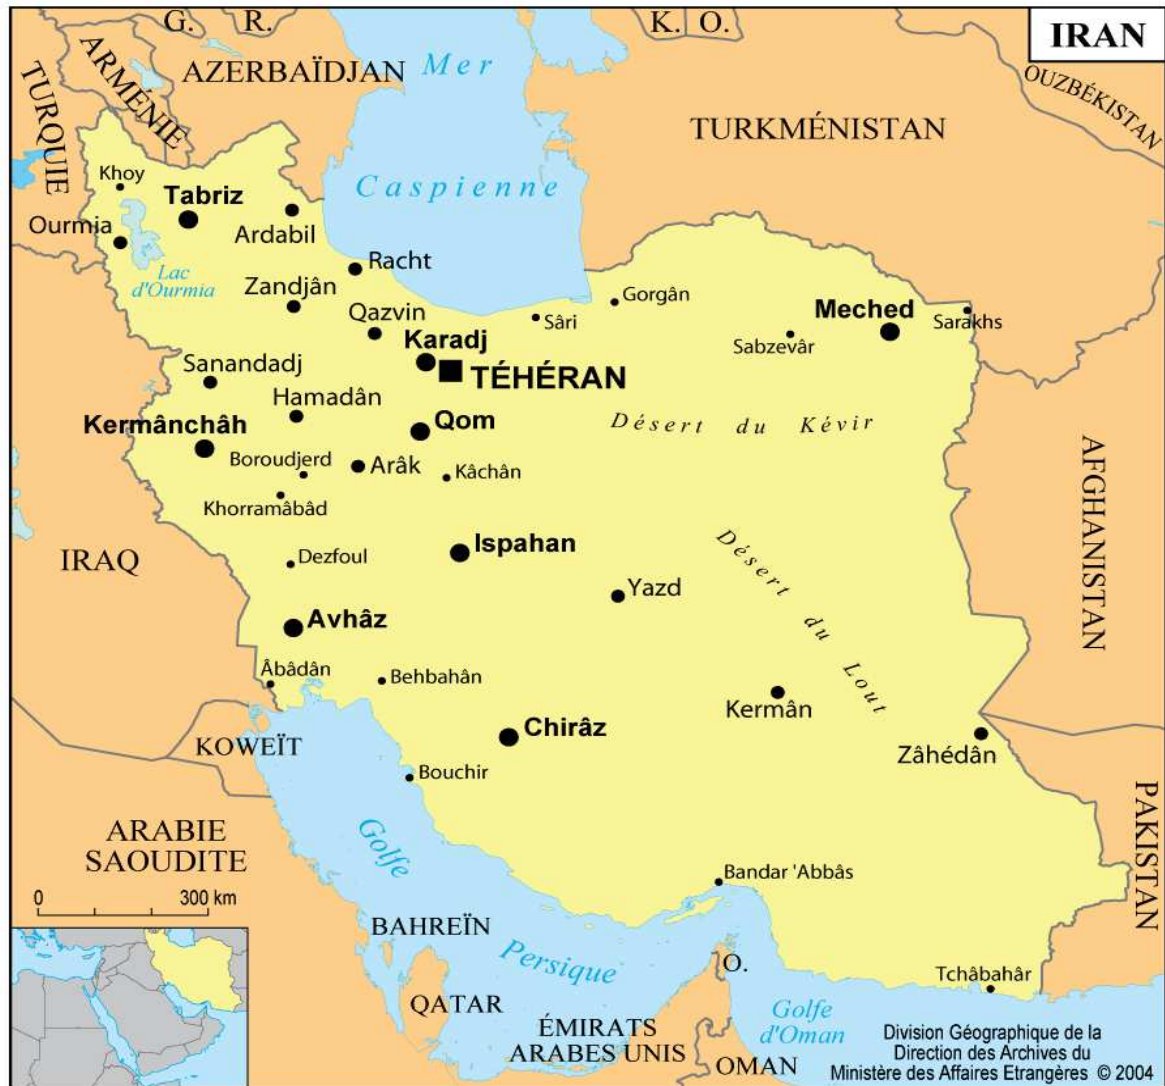 G.
R.
K.
O.
IRAN
ARMÉNIE
AZERBAÏDJAN
Mer
OUZBÉKISTAN
TURQUIE
TURKMÉNISTAN
Khoy
Tabriz
Caspienne
Ourmia
Ardabil
Lac
d'Ourmia
Racht
Zandjân
Gorgân
Qazvin
Sâri
Meched
Sarakhs
Karadj
Sabzevâr
Sanandadj
TÉHÉRAN
Hamadân
Kermânchâh
Qom
Désert du Kévir
Boroudjerd
Arâk
Kâchân
Khorramâbâd
AFGHANISTAN
Ispahan
IRAQ
Dezfoul
Désert du Lout
Yazd
Avhâz
Âbâdân
Behbahân
Kermân
KOWEÏT
Chirâz
Zâhédân
Bouchir
PAKISTAN
ARABIE
SAOUDITE
Golfe
Persique
0
300 km
Bandar 'Abbâs
BAHREÏN
O.
Tchâbahâr
QATAR
ÉMIRATS
ARABES UNIS
Golfe
d'Oman
OMAN
Division Géographique de la
Direction des Archives du
Ministère des Affaires Etrangères © 2004